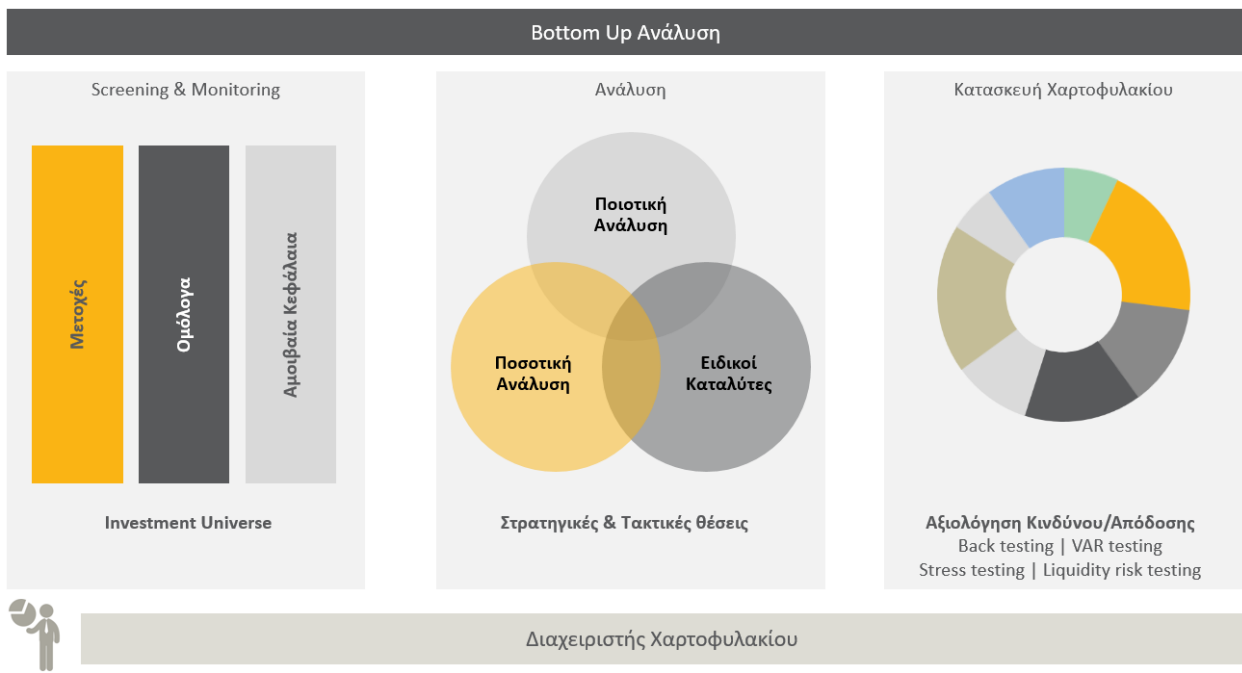 Bottom Up Ανάλυση
Screening & Monitoring
Μετοχές
Ομόλογα
Αμοιβαία Κεφάλαια
Investment Universe
Ανάλυση
Ποιοτική
Ανάλυση
Ποσοτική
Ανάλυση
Ειδικοί
Καταλύτες
Στρατηγικές & Τακτικές θέσεις
Κατασκευή Χαρτοφυλακίου
Αξιολόγηση Κινδύνου/Απόδοσης
Back testing | VAR testing
Stress testing | Liquidity risk testing
Διαχειριστής Χαρτοφυλακίου